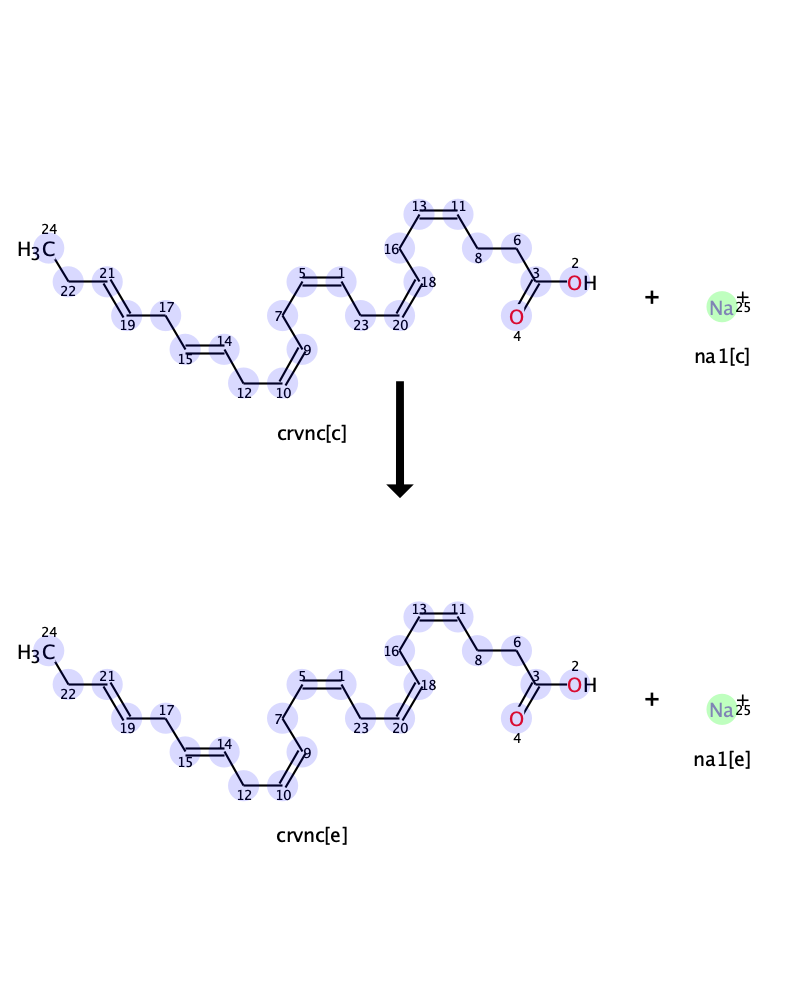 13 11
24 16 6
H₃C 8 2
21 5 1 18 3 OH
22 + Na⁺ 25
17 7 O
19 23 20 4
14 9 na1[c]
15
12 10
crvnc[c]
13 11
24 16 6
H₃C 8 2
21 5 1 18 3 OH
22 + Na⁺ 25
17 7 O
19 23 20 4
14 9 na1[e]
15
12 10
crvnc[e]